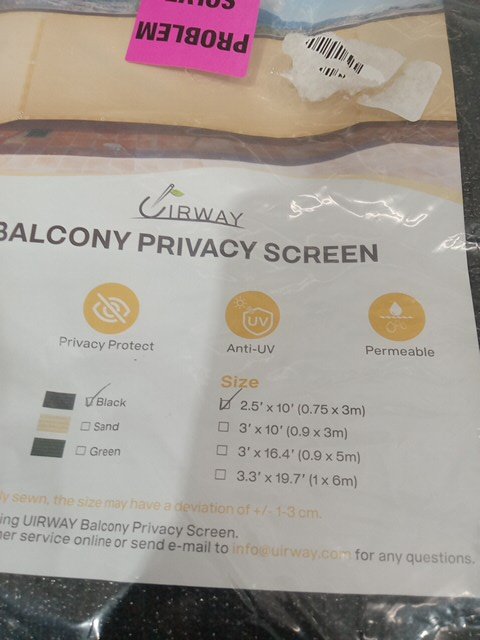 PROBLEM
UIRWAY
BALCONY PRIVACY SCREEN
Privacy Protect
UV
Anti-UV
Permeable
Black
Sand
Green
Size
2.5' x 10' (0.75 x 3m)
3' x 10' (0.9 x 3m)
3' x 16.4' (0.9 x 5m)
3.3' x 19.7' (1 x 6m)
sewn, the size may have a deviation of +/- 1-3 cm.
UIRWAY Balcony Privacy Screen.
service online or send e-mail to info@uirway.com for any questions.